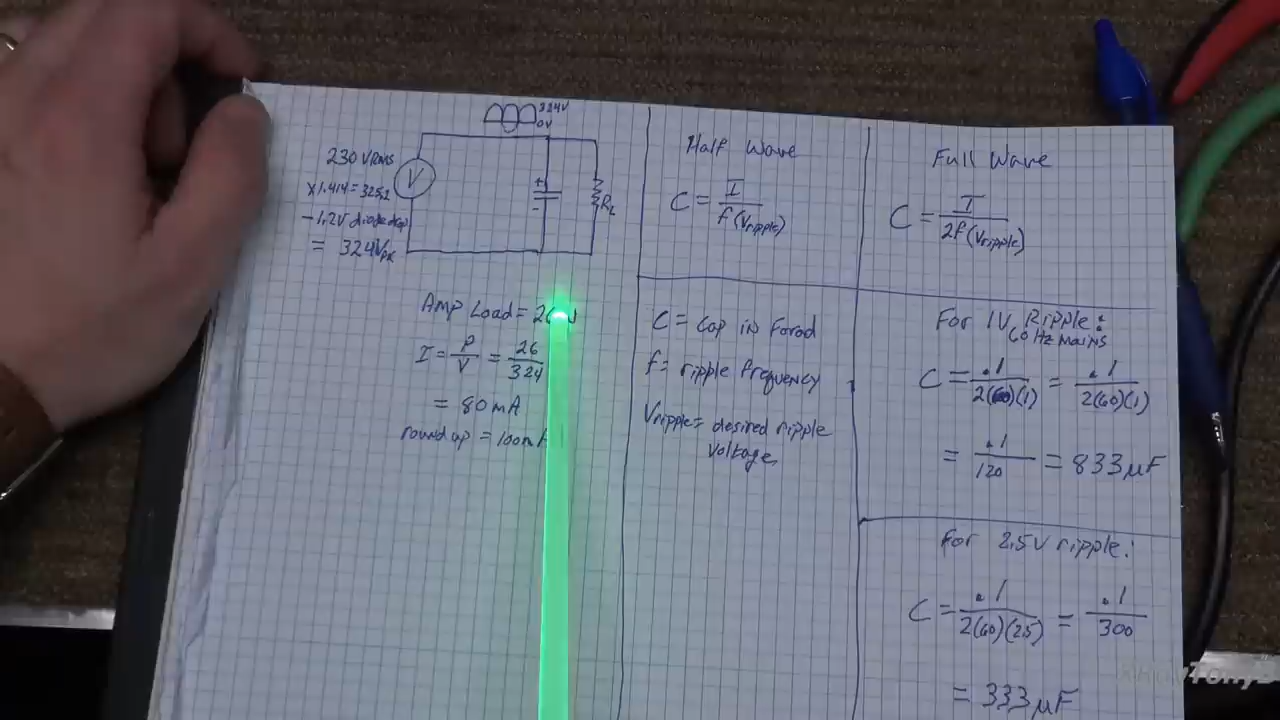 324V
0V
230 VRMS
x1.414=325.2
-1.2V diode drop
= 324Vpk
V
+
-
RL
Amp Load =
I = P/V = 26/324
= 80mA
round up = 100mA
Half Wave
C = I/f(Vripple)
C = Cap in Farad
f = ripple frequency
Vripple = desired ripple
voltage
Full Wave
C = I/2f(Vripple)
For 1V Ripple:
60Hz mains
C = .1/2(60)(1) = .1/2(60)(1)
= .1/120 = 833µF
For 2.5V ripple:
C = .1/2(60)(2.5) = .1/300
= 333µF